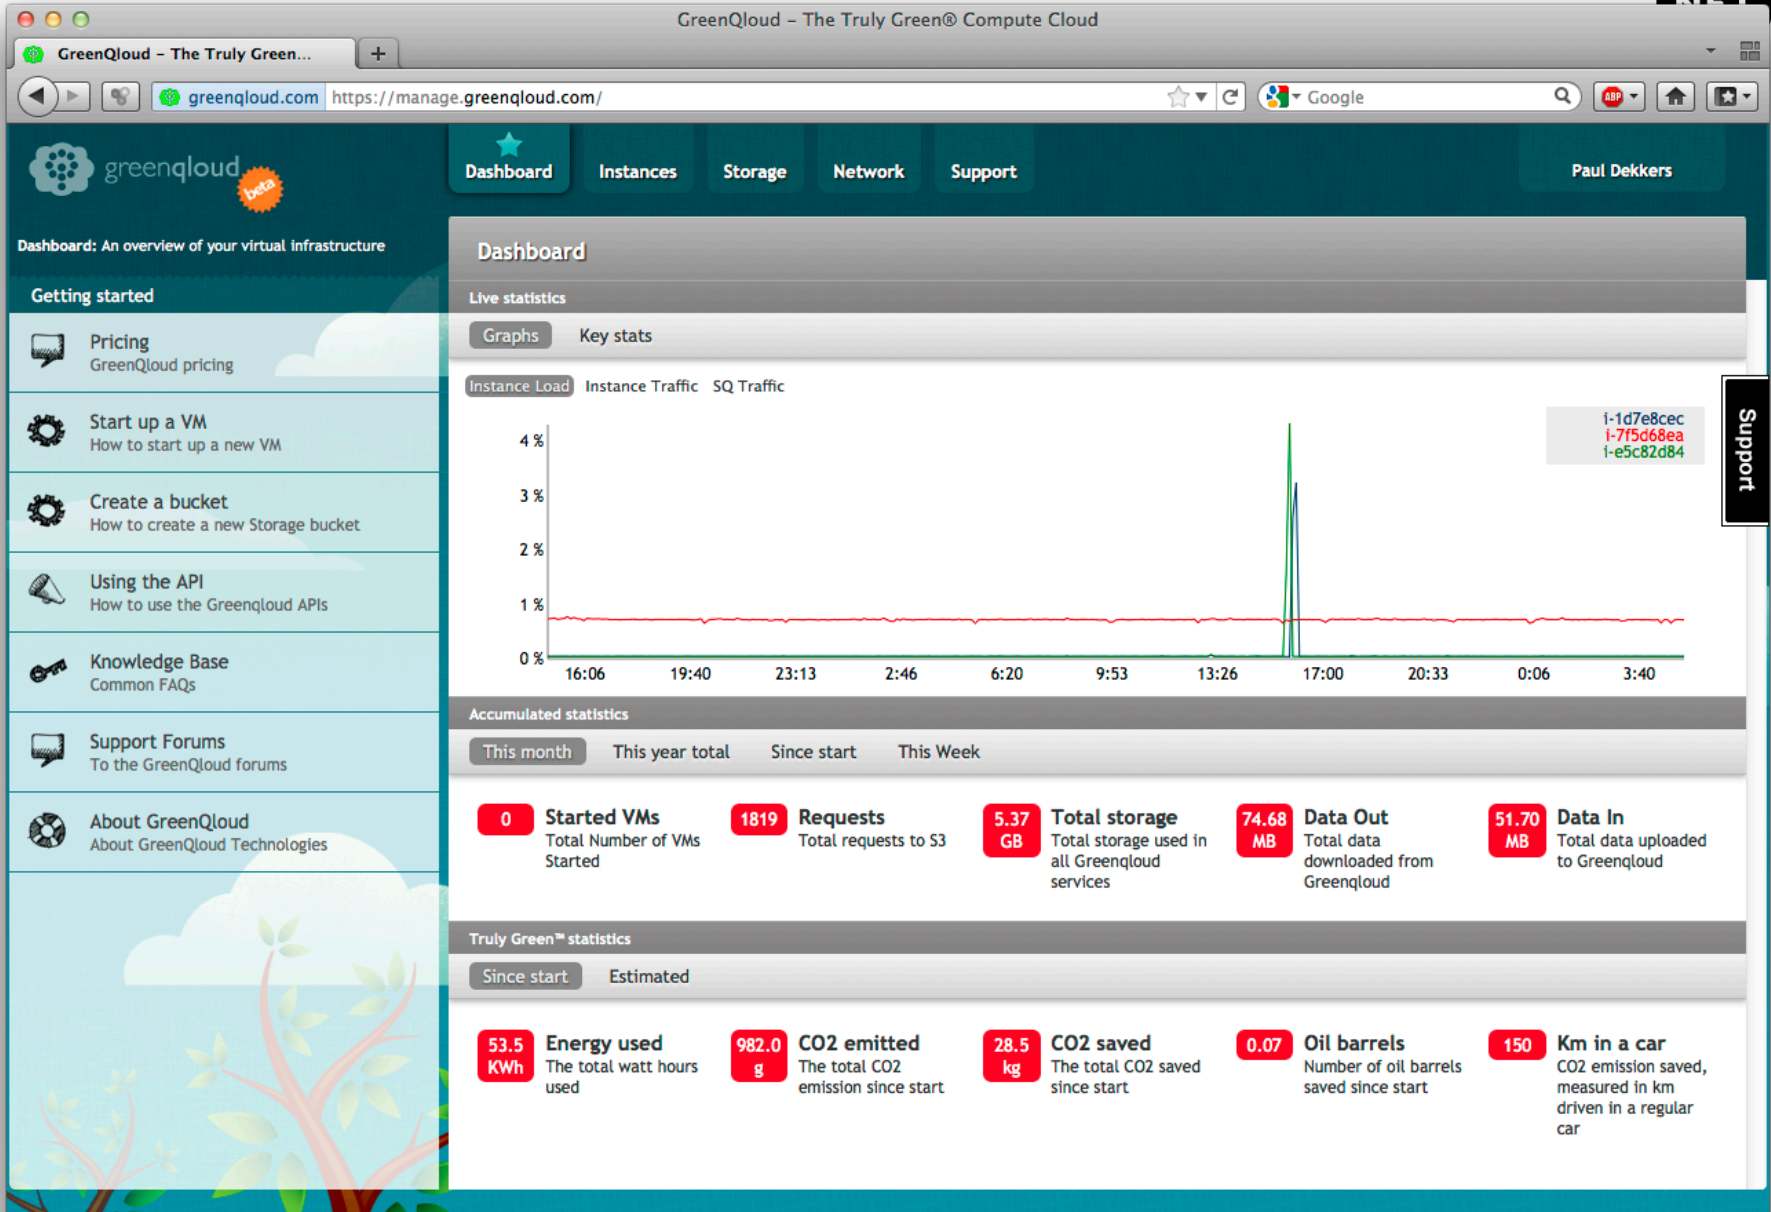 GreenQloud – The Truly Green® Compute Cloud
GreenQloud – The Truly Green...
+
greenqloud.com https://manage.greenqloud.com/
Google
ABP
greenqloud
beta
Dashboard
Instances
Storage
Network
Support
Paul Dekkers
Dashboard: An overview of your virtual infrastructure
Getting started
Pricing
GreenQloud pricing
Start up a VM
How to start up a new VM
Create a bucket
How to create a new Storage bucket
Using the API
How to use the Greenqloud APIs
Knowledge Base
Common FAQs
Support Forums
To the GreenQloud forums
About GreenQloud
About GreenQloud Technologies
Dashboard
Live statistics
Graphs Key stats
Instance Load Instance Traffic SQ Traffic
i-1d7e8cec
i-7f5d68ea
i-e5c82d84
4 %
3 %
2 %
1 %
0 %
16:06 19:40 23:13 2:46 6:20 9:53 13:26 17:00 20:33 0:06 3:40
Support
Accumulated statistics
This month This year total Since start This Week
0
Started VMs
Total Number of VMs
Started
1819
Requests
Total requests to S3
5.37
GB
Total storage
Total storage used in
all Greenqloud
services
74.68
MB
Data Out
Total data
downloaded from
Greenqloud
51.70
MB
Data In
Total data uploaded
to Greenqloud
Truly Green™ statistics
Since start Estimated
53.5
KWh
Energy used
The total watt hours
used
982.0
g
CO2 emitted
The total CO2
emission since start
28.5
kg
CO2 saved
The total CO2 saved
since start
0.07
Oil barrels
Number of oil barrels
saved since start
150
Km in a car
CO2 emission saved,
measured in km
driven in a regular
car